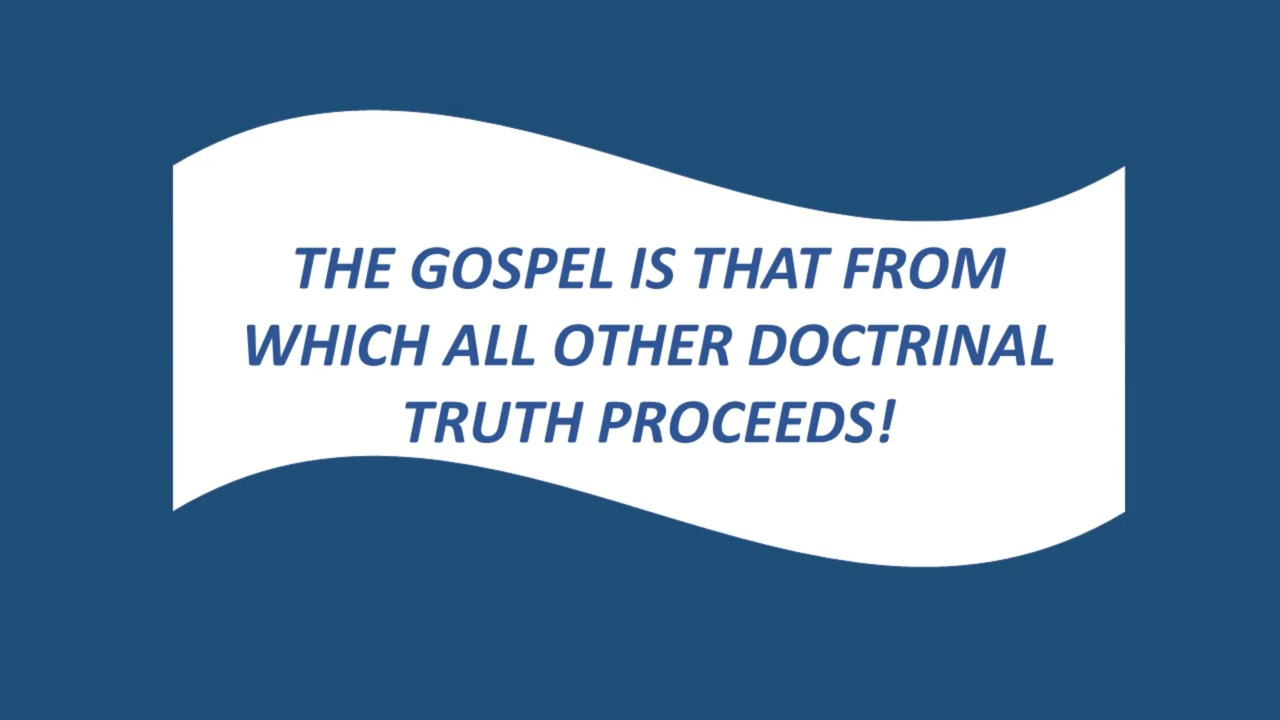 THE GOSPEL IS THAT FROM
WHICH ALL OTHER DOCTRINAL
TRUTH PROCEEDS!